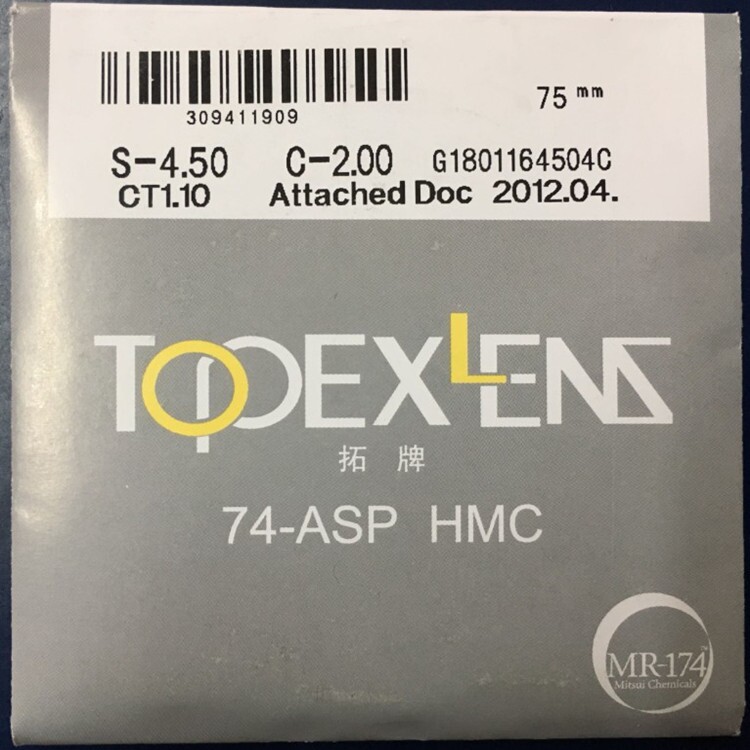 75 mm
309411909
S-4.50 C-2.00 G1801164504C
CT1.10 Attached Doc 2012.04.
TOPEXLENS
拓牌
74-ASP HMC
MR-174™
Mitsui Chemicals